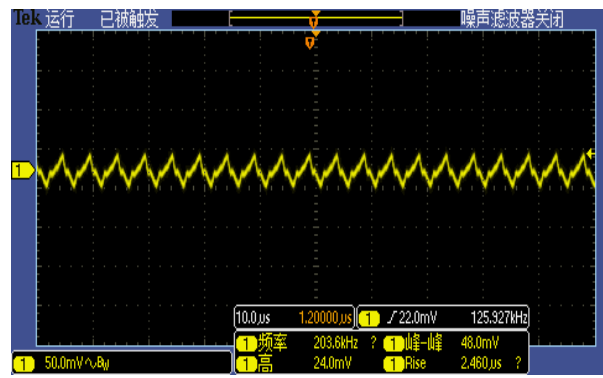 Tek 运行 已被触发 噪声滤波器关闭
T
T
1
10.0µs 1.20000µs 1 ∫ 22.0mV 125.927kHz
1 频率 203.6kHz ? 1 峰–峰 48.0mV
1 高 24.0mV 1 Rise 2.460µs ?
1 50.0mV∿BW